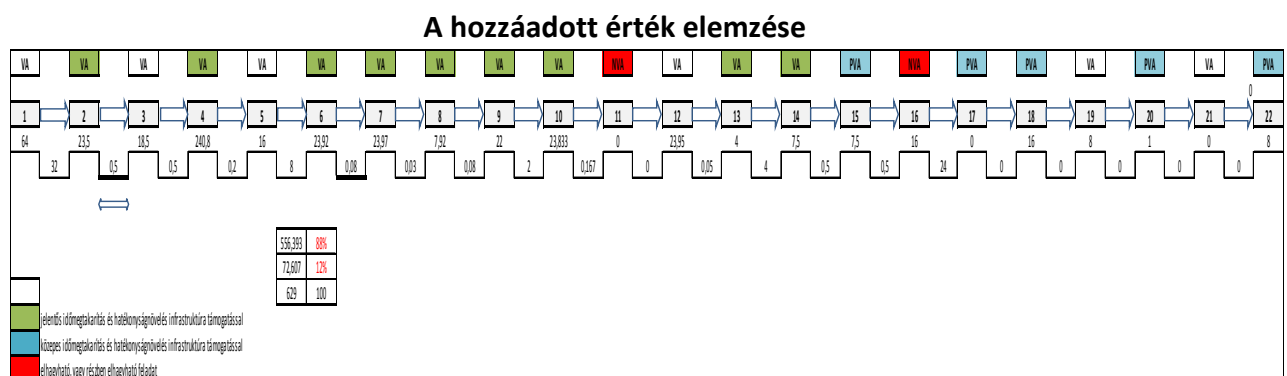 A hozzáadott érték elemzése
VA VA VA VA VA VA VA VA VA VA NVA VA VA VA PVA NVA PVA PVA VA PVA VA PVA
0
1 2 3 4 5 6 7 8 9 10 11 12 13 14 15 16 17 18 19 20 21 22
64 23,5 18,5 240,8 16 23,92 23,97 7,92 22 23,833 0 23,95 4 7,5 7,5 16 0 16 8 1 0 8
32 0,5 0,5 0,2 8 0,08 0,03 0,08 2 0,167 0 0,05 4 0,5 0,5 24 0 0 0 0 0
556,393 88%
72,607 12%
629 100
jelentős időmegtakarítás és hatékonyságnövelés infrastruktúra támogatással
közepes időmegtakarítás és hatékonyságnövelés infrastruktúra támogatással
elhagyható, vagy részben elhagyható feladat